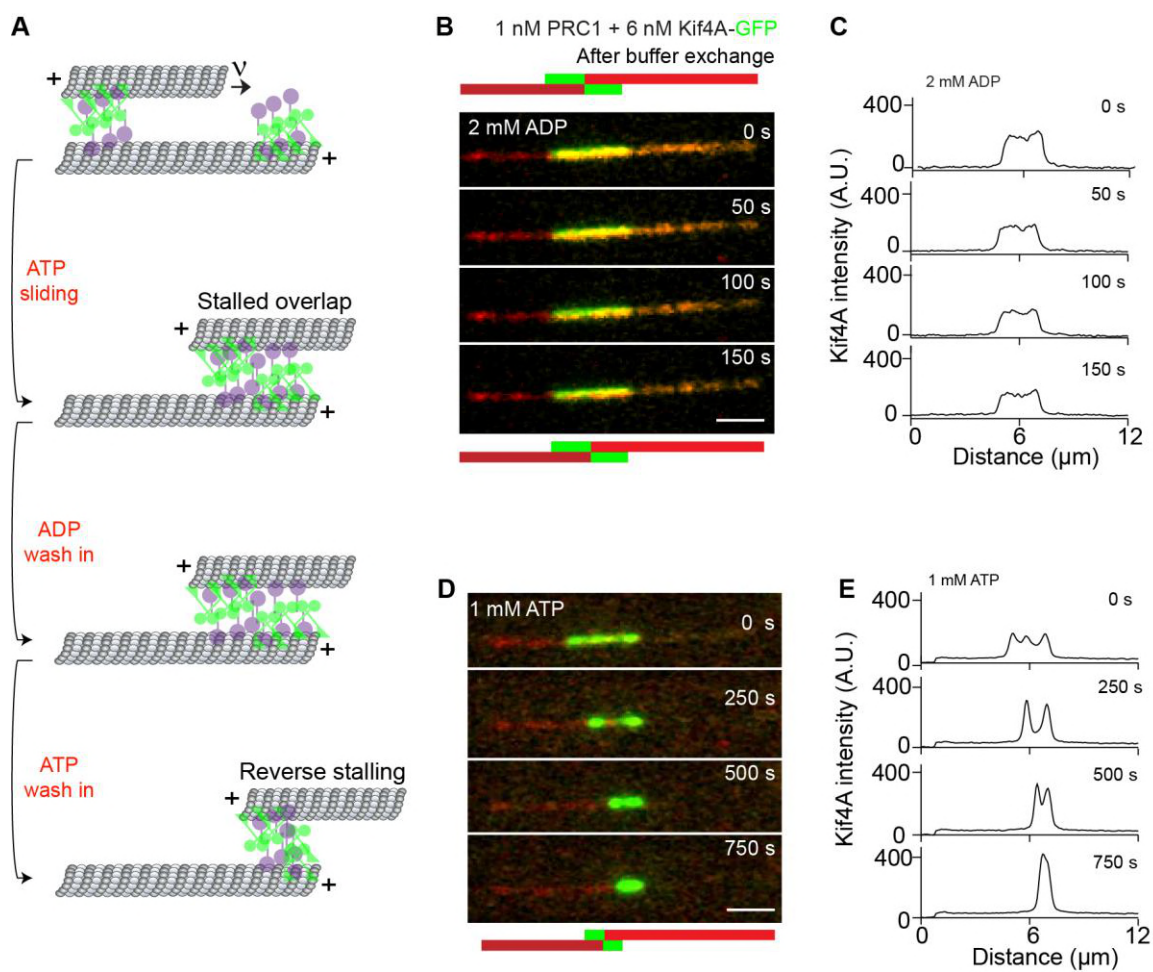 A
+
ν
+
ATP
sliding
Stalled overlap
+
+
ADP
wash in
+
+
ATP
wash in
Reverse stalling
+
+
B
1 nM PRC1 + 6 nM Kif4A-GFP
After buffer exchange
2 mM ADP
0 s
50 s
100 s
150 s
C
2 mM ADP
400
0 s
0
400
50 s
0
400
100 s
0
400
150 s
0
Kif4A intensity (A.U.)
0 6 12
Distance (μm)
D
1 mM ATP
0 s
250 s
500 s
750 s
E
1 mM ATP
400
0 s
0
400
250 s
0
400
500 s
0
400
750 s
0
Kif4A intensity (A.U.)
0 6 12
Distance (μm)